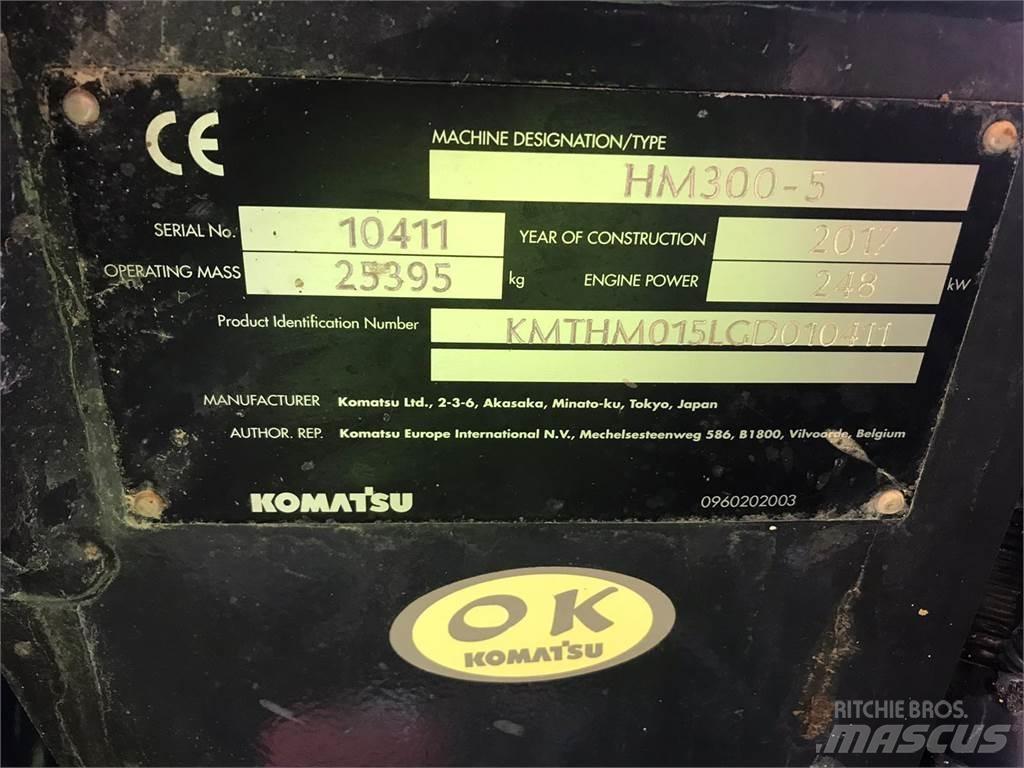 CE
MACHINE DESIGNATION/TYPE
HM300-5
SERIAL No. 10411 YEAR OF CONSTRUCTION 2017
OPERATING MASS 25395 kg ENGINE POWER 248 kW
Product Identification Number KMTHM015LGD010411
MANUFACTURER Komatsu Ltd., 2-3-6, Akasaka, Minato-ku, Tokyo, Japan
AUTHOR. REP. Komatsu Europe International N.V., Mechelsesteenweg 586, B1800, Vilvoorde, Belgium
KOMATSU 0960202003
OK
KOMATSU
RITCHIE BROS.
MASCUS